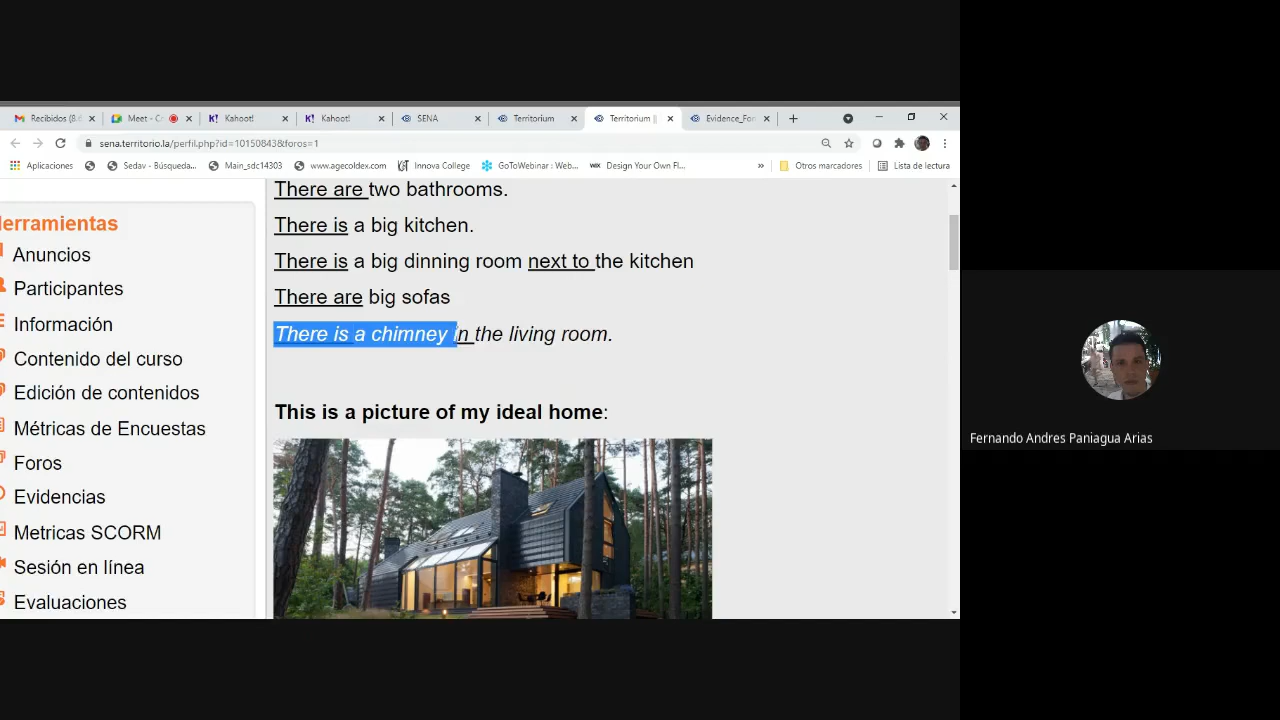 Recibidos (8.6
Meet - C
Kahoot!
Kahoot!
SENA
Territorium
Territorium ||
Evidence_For
sena.territorio.la/perfil.php?id=10150843&foros=1
Aplicaciones
Sedav - Búsqueda...
Main_sdc14303
www.agecoldex.com
Innova College
GoToWebinar : Web...
WIX Design Your Own Fl...
»
Otros marcadores
Lista de lectura
erramientas
Anuncios
Participantes
Información
Contenido del curso
Edición de contenidos
Métricas de Encuestas
Foros
Evidencias
Metricas SCORM
Sesión en línea
Evaluaciones
There are two bathrooms.
There is a big kitchen.
There is a big dinning room next to the kitchen
There are big sofas
There is a chimney in the living room.
This is a picture of my ideal home:
Fernando Andres Paniagua Arias